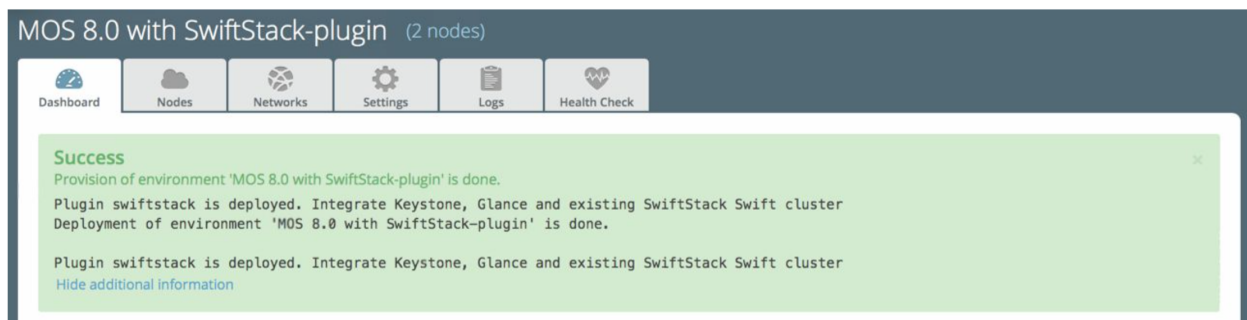 MOS 8.0 with SwiftStack-plugin (2 nodes)
Dashboard Nodes Networks Settings Logs Health Check
Success ×
Provision of environment 'MOS 8.0 with SwiftStack-plugin' is done.
Plugin swiftstack is deployed. Integrate Keystone, Glance and existing SwiftStack Swift cluster
Deployment of environment 'MOS 8.0 with SwiftStack-plugin' is done.
Plugin swiftstack is deployed. Integrate Keystone, Glance and existing SwiftStack Swift cluster
Hide additional information